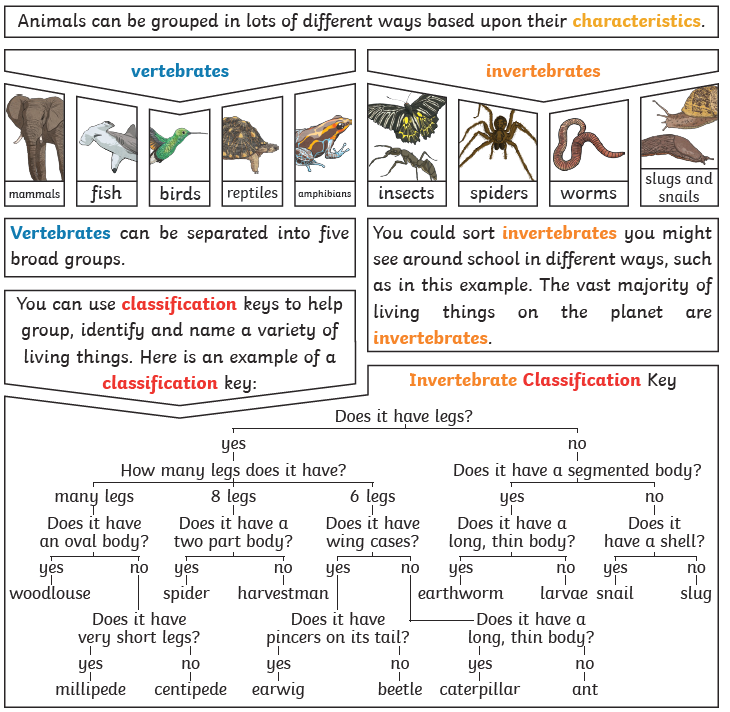 Animals can be grouped in lots of different ways based upon their characteristics.
vertebrates
mammals
fish
birds
reptiles
amphibians
Vertebrates can be separated into five
broad groups.
invertebrates
insects
spiders
worms
slugs and
snails
You could sort invertebrates you might
see around school in different ways, such
as in this example. The vast majority of
living things on the planet are
invertebrates.
You can use classification keys to help
group, identify and name a variety of
living things. Here is an example of a
classification key:
Invertebrate Classification Key
Does it have legs?
yes no
How many legs does it have? Does it have a segmented body?
many legs 8 legs 6 legs yes no
Does it have Does it have a Does it have Does it have a Does it
an oval body? two part body? wing cases? long, thin body? have a shell?
yes no yes no yes no yes no yes no
woodlouse spider harvestman earthworm larvae snail slug
Does it have Does it have Does it have a
very short legs? pincers on its tail? long, thin body?
yes no yes no yes no
millipede centipede earwig beetle caterpillar ant